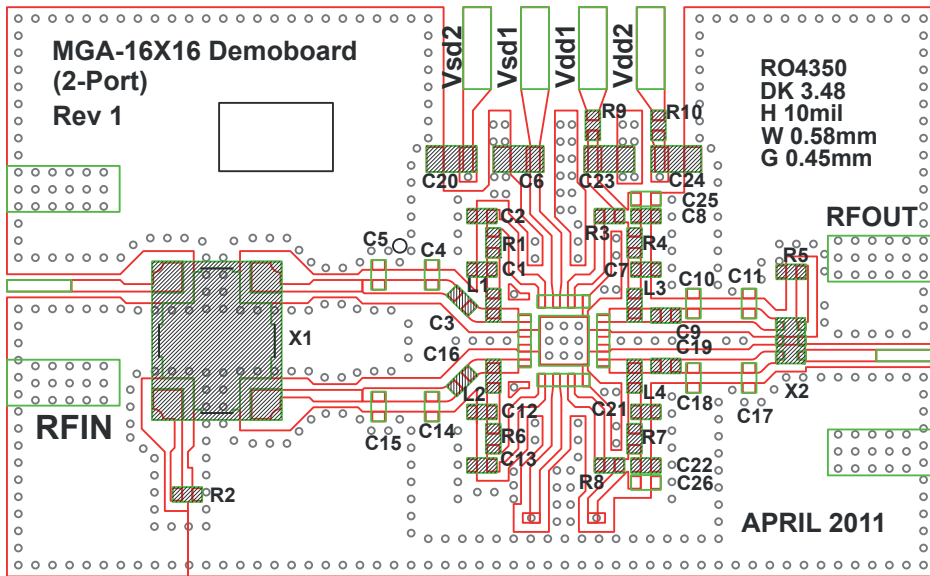 MGA-16X16 Demoboard
(2-Port)
Rev 1
Vsd2
Vsd1
Vdd1
Vdd2
RO4350
DK 3.48
H 10mil
W 0.58mm
G 0.45mm
R9
R10
C20
C6
C23
C24
C25
C2
R3
C8
RFOUT
R1
R4
C5
C4
C1
C7
R5
L1
L3
C10
C11
C3
C9
X1
C16
C19
L2
L4
C18
X2
C17
C12
C21
RFIN
C15
C14
R6
R7
C13
R8
C22
C26
R2
APRIL 2011